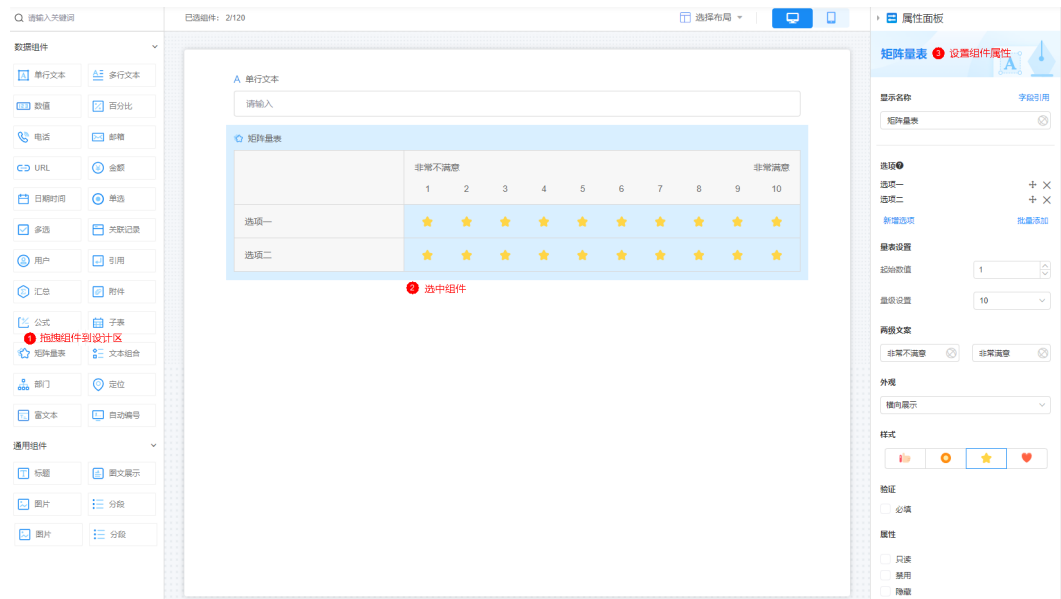 请输入关键词
已选组件: 2/120
选择布局
属性面板
数据组件
单行文本
多行文本
数值
百分比
电话
邮箱
URL
金额
日期时间
单选
多选
关联记录
用户
引用
汇总
附件
公式
子表
1 拖拽组件到设计区
矩阵量表
文本组合
部门
定位
富文本
自动编号
通用组件
标题
图文展示
图片
分段
图片
分段
A 单行文本
请输入
矩阵量表
非常不满意
非常满意
1 2 3 4 5 6 7 8 9 10
选项一
选项二
2 选中组件
矩阵量表
3 设置组件属性
显示名称
字段引用
矩阵量表
选项
选项一
选项二
新增选项
批量添加
量表设置
起始数值
1
量级设置
10
两级文案
非常不满意
非常满意
外观
横向展示
样式
验证
必填
属性
只读
禁用
隐藏